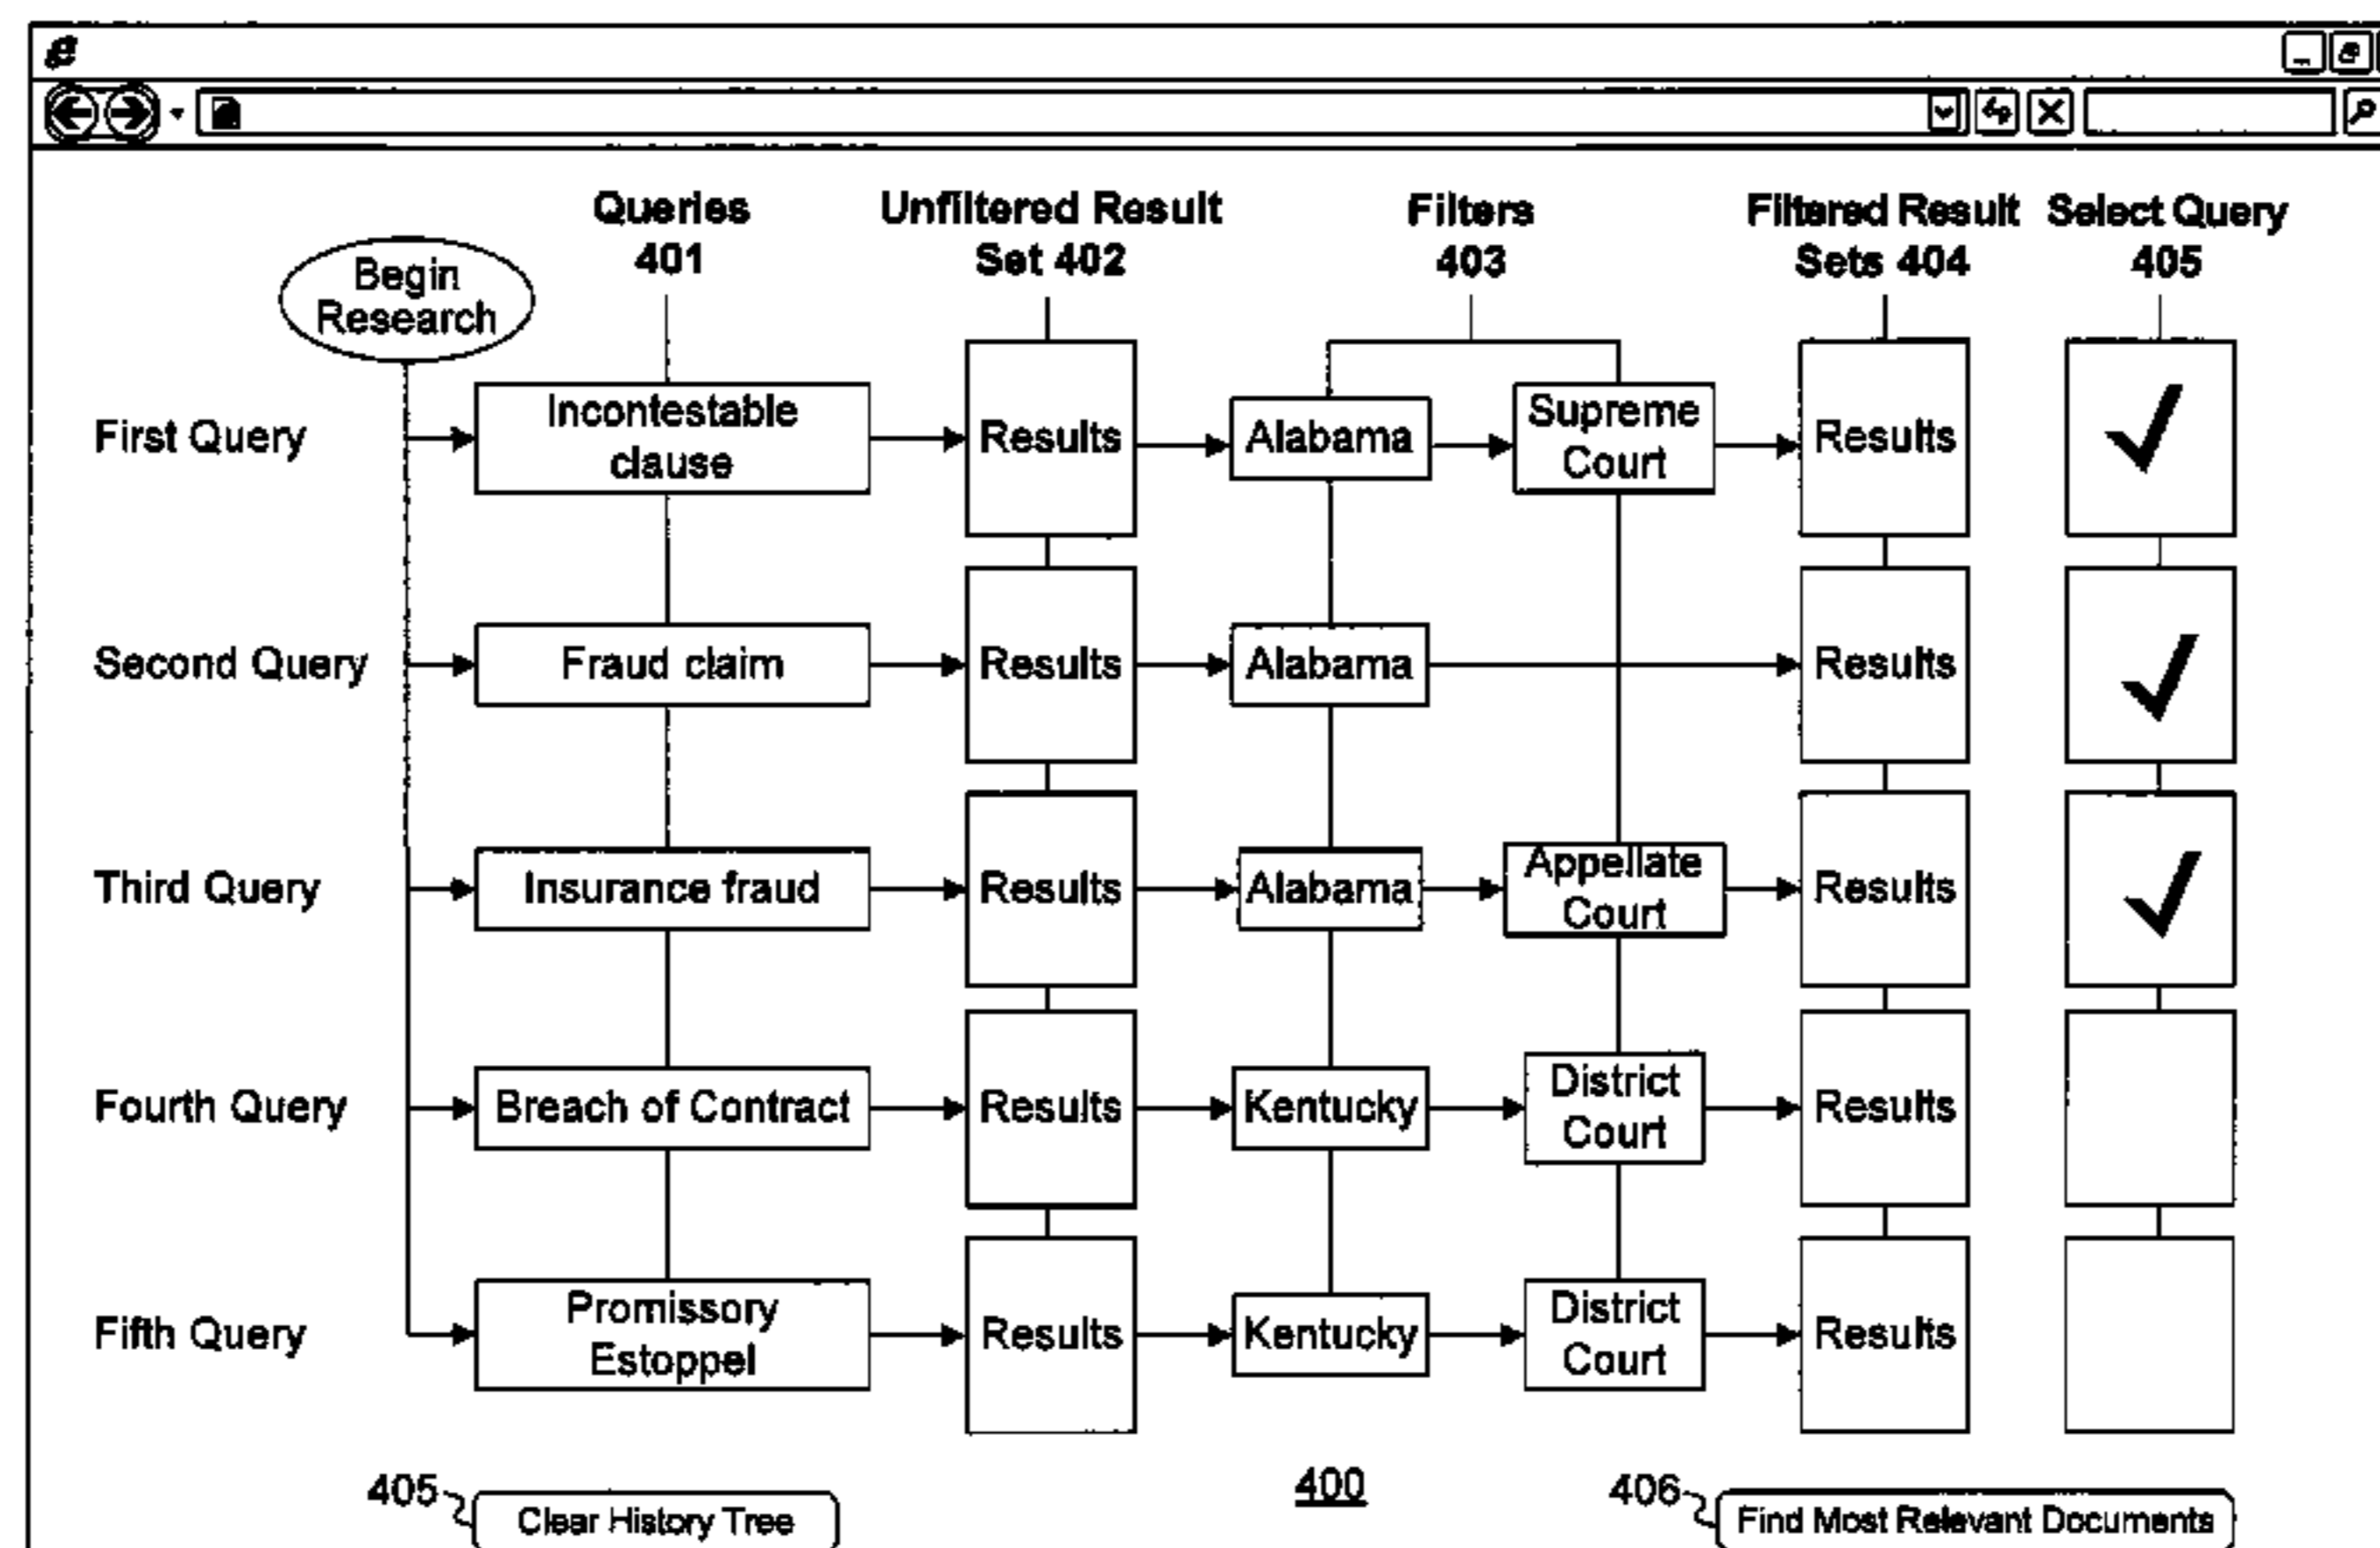 e
Queries
401
Unfiltered Result
Set 402
Filters
403
Filtered Result
Sets 404
Select Query
405
Begin
Research
First Query
Incontestable
clause
Results
Alabama
Supreme
Court
Results
Second Query
Fraud claim
Results
Alabama
Results
Third Query
Insurance fraud
Results
Alabama
Appellate
Court
Results
Fourth Query
Breach of Contract
Results
Kentucky
District
Court
Results
Fifth Query
Promissory
Estoppel
Results
Kentucky
District
Court
Results
405
Clear History Tree
400
406
Find Most Relevant Documents